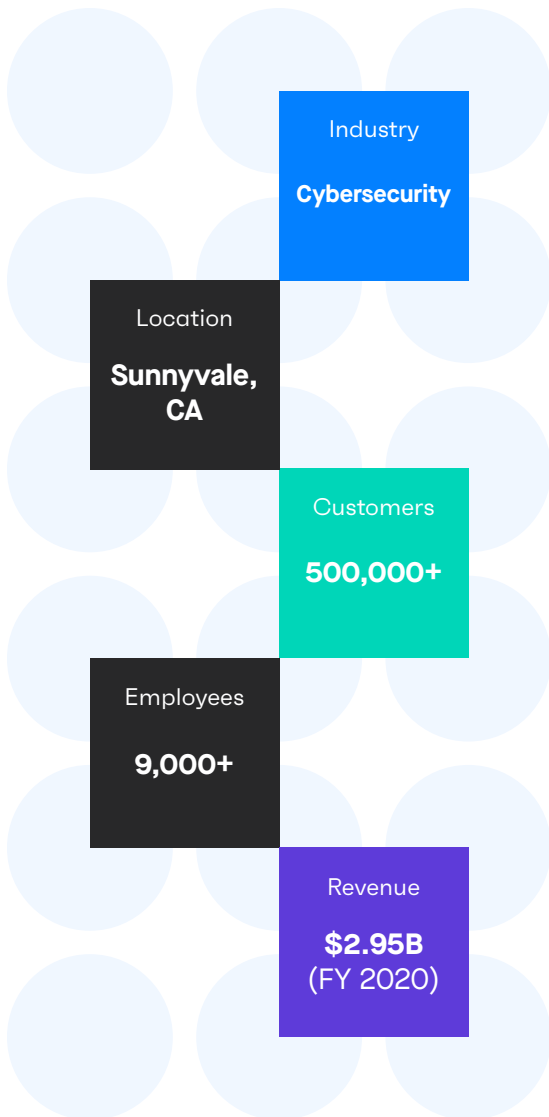 Industry
Cybersecurity
Location
Sunnyvale,
CA
Customers
500,000+
Employees
9,000+
Revenue
$2.95B
(FY 2020)